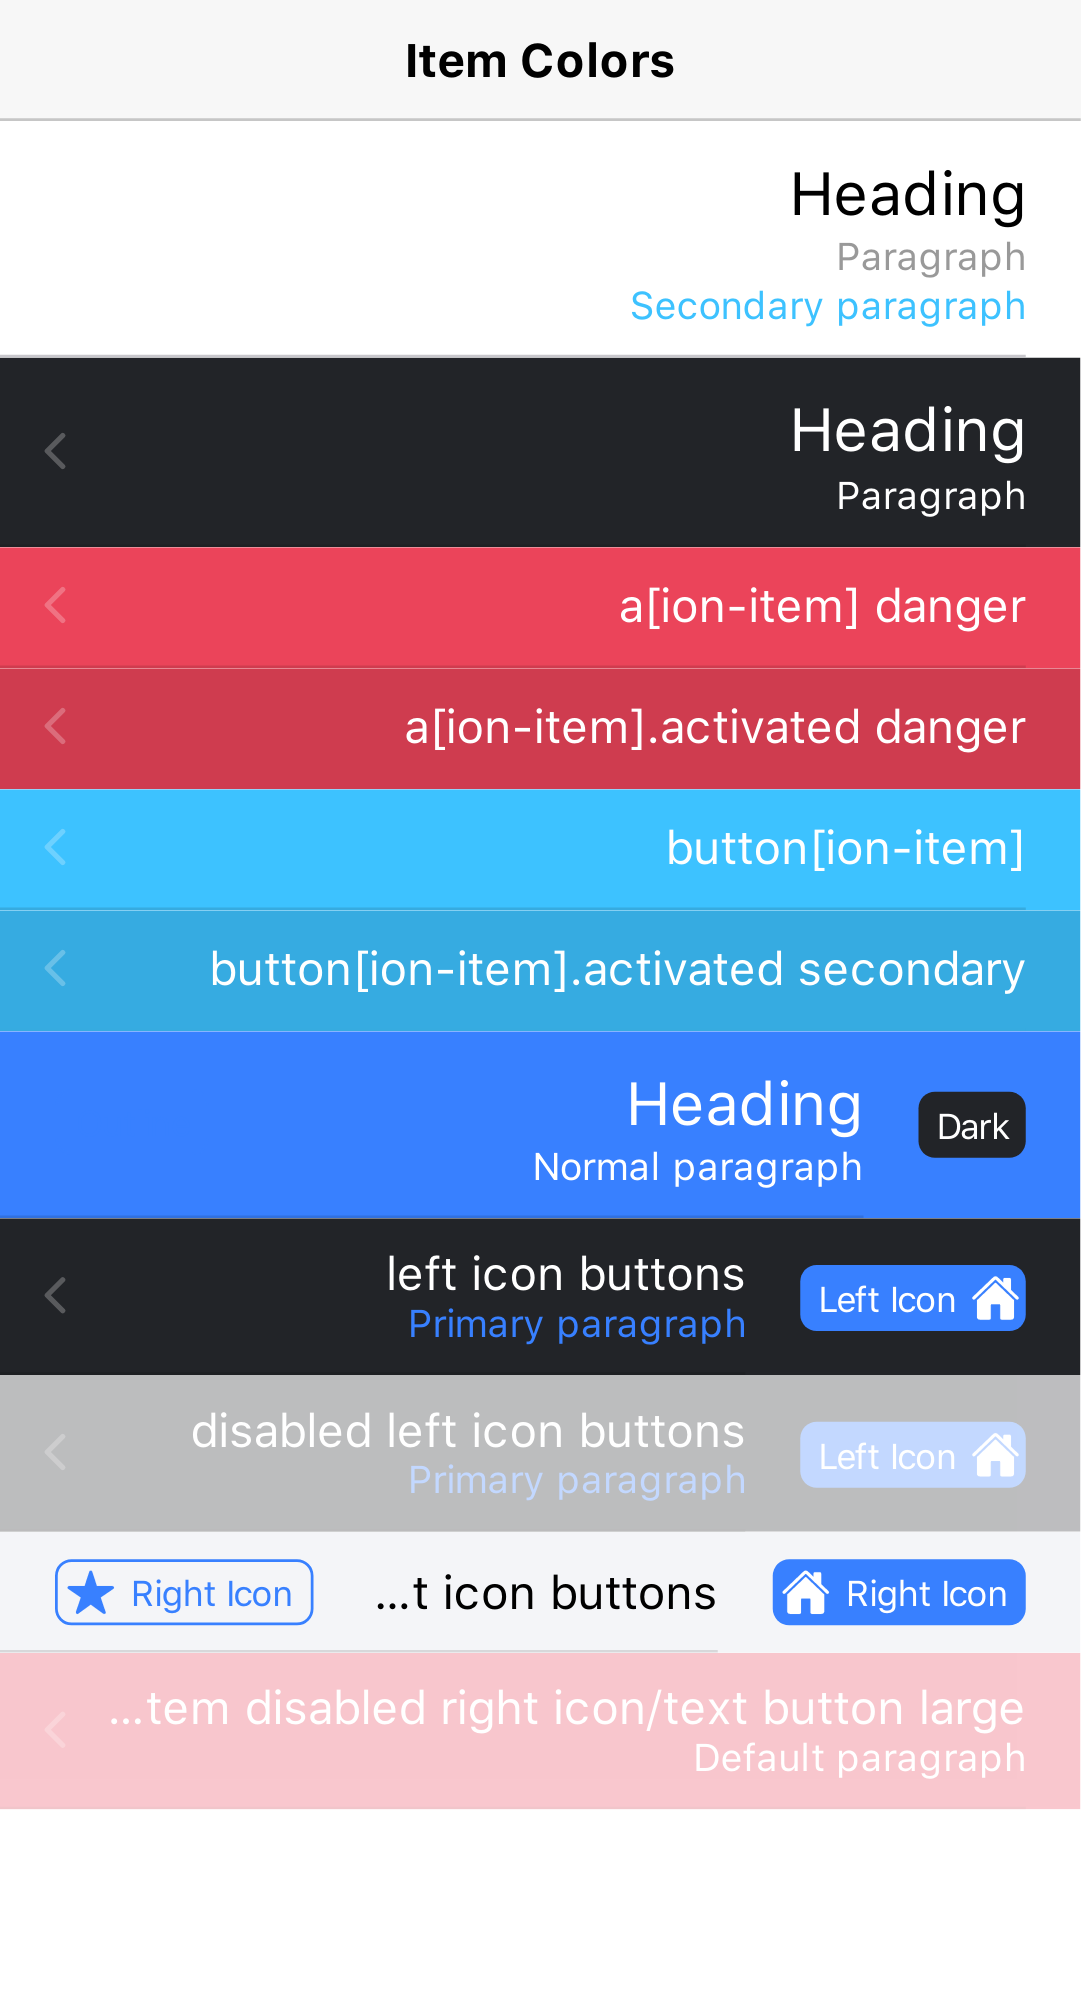 Item Colors
Heading
Paragraph
Secondary paragraph
Heading
Paragraph
a[ion-item] danger
a[ion-item].activated danger
button[ion-item]
button[ion-item].activated secondary
Heading
Normal paragraph
Dark
left icon buttons
Primary paragraph
Left Icon
disabled left icon buttons
Primary paragraph
Left Icon
Right Icon
...t icon buttons
Right Icon
...tem disabled right icon/text button large
Default paragraph